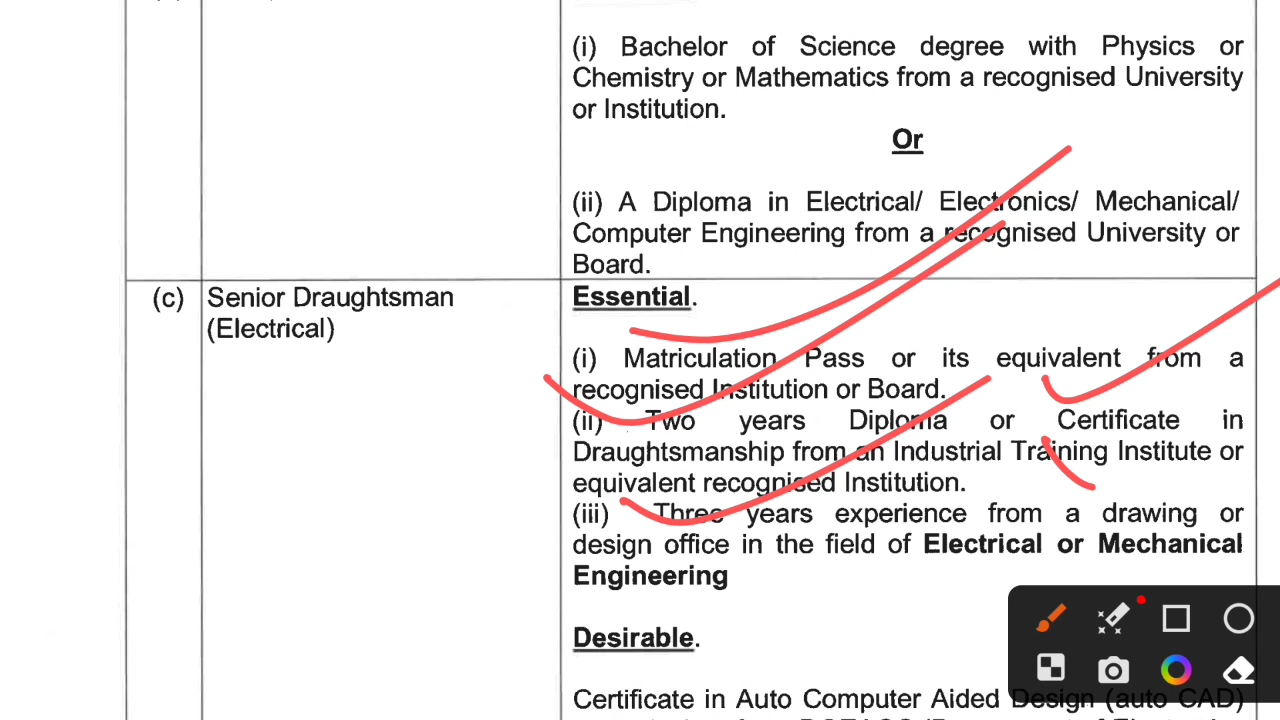 (i) Bachelor of Science degree with Physics or
Chemistry or Mathematics from a recognised University
or Institution.
Or
(ii) A Diploma in Electrical/ Electronics/ Mechanical/
Computer Engineering from a recognised University or
Board.
(c) Senior Draughtsman
(Electrical)
Essential.
(i) Matriculation Pass or its equivalent from a
recognised Institution or Board.
(ii) Two years Diploma or Certificate in
Draughtsmanship from an Industrial Training Institute or
equivalent recognised Institution.
(iii) Three years experience from a drawing or
design office in the field of Electrical or Mechanical
Engineering
Desirable.
Certificate in Auto Computer Aided Design (auto CAD)